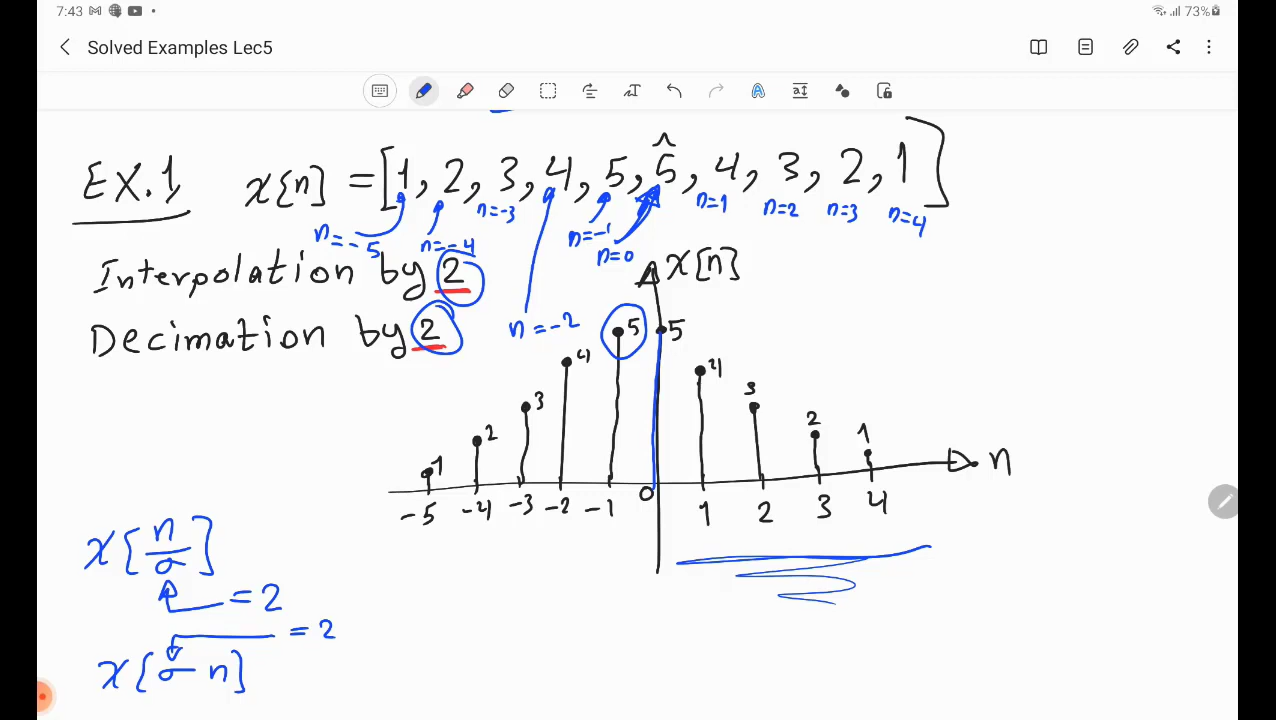 7:43 73%
Solved Examples Lec5
EX.1 x[n] = [1, 2, 3, 4, 5, 5̂, 4, 3, 2, 1]
n=-5 n=-4 n=-3 n=-2 n=-1 n=0 n=1 n=2 n=3 n=4
Interpolation by 2
Decimation by 2
x[n]
1 2 3 4 5 5 4 3 2 1
-5 -4 -3 -2 -1 0 1 2 3 4 n
x[n/σ]
= 2
= 2
x[σ n]